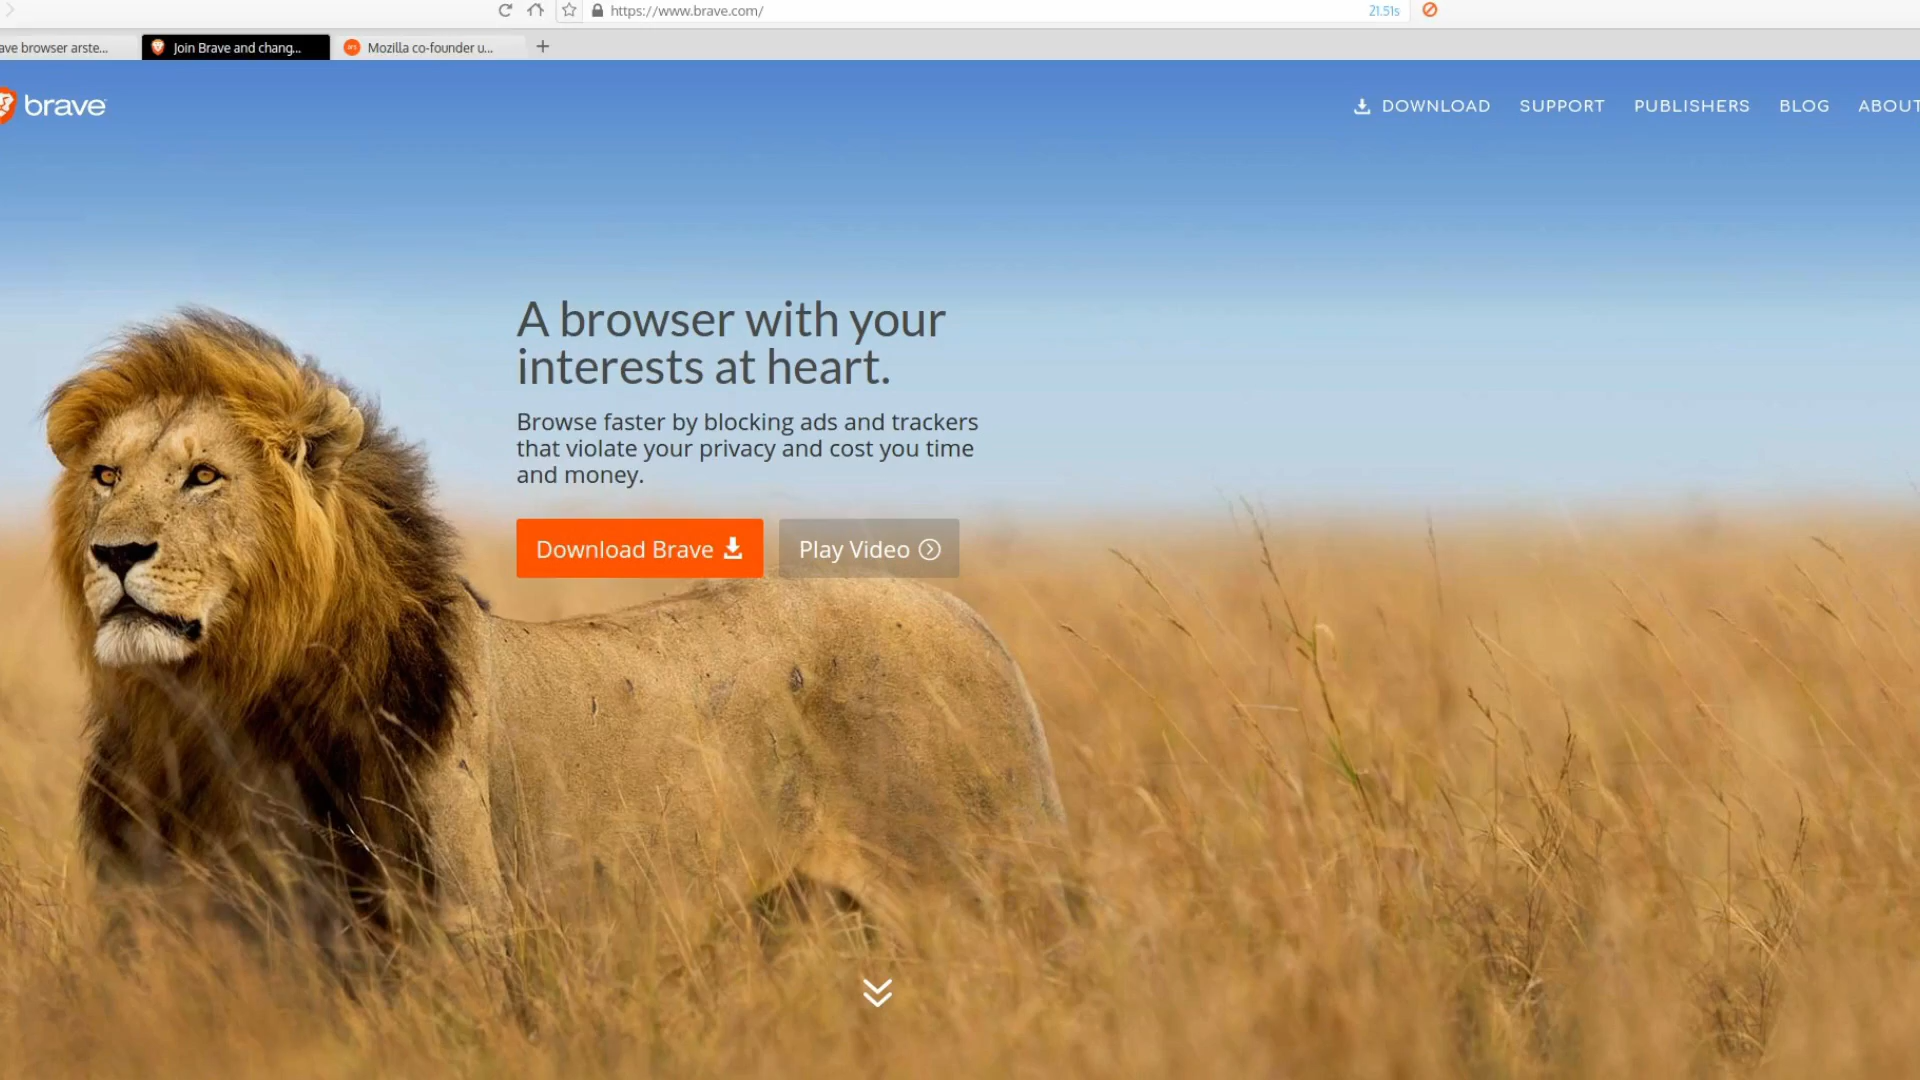 https://www.brave.com/
21.51s
ave browser arste...
Join Brave and chang...
Mozilla co-founder u...
brave
DOWNLOAD
SUPPORT
PUBLISHERS
BLOG
ABOUT
A browser with your
interests at heart.
Browse faster by blocking ads and trackers
that violate your privacy and cost you time
and money.
Download Brave
Play Video